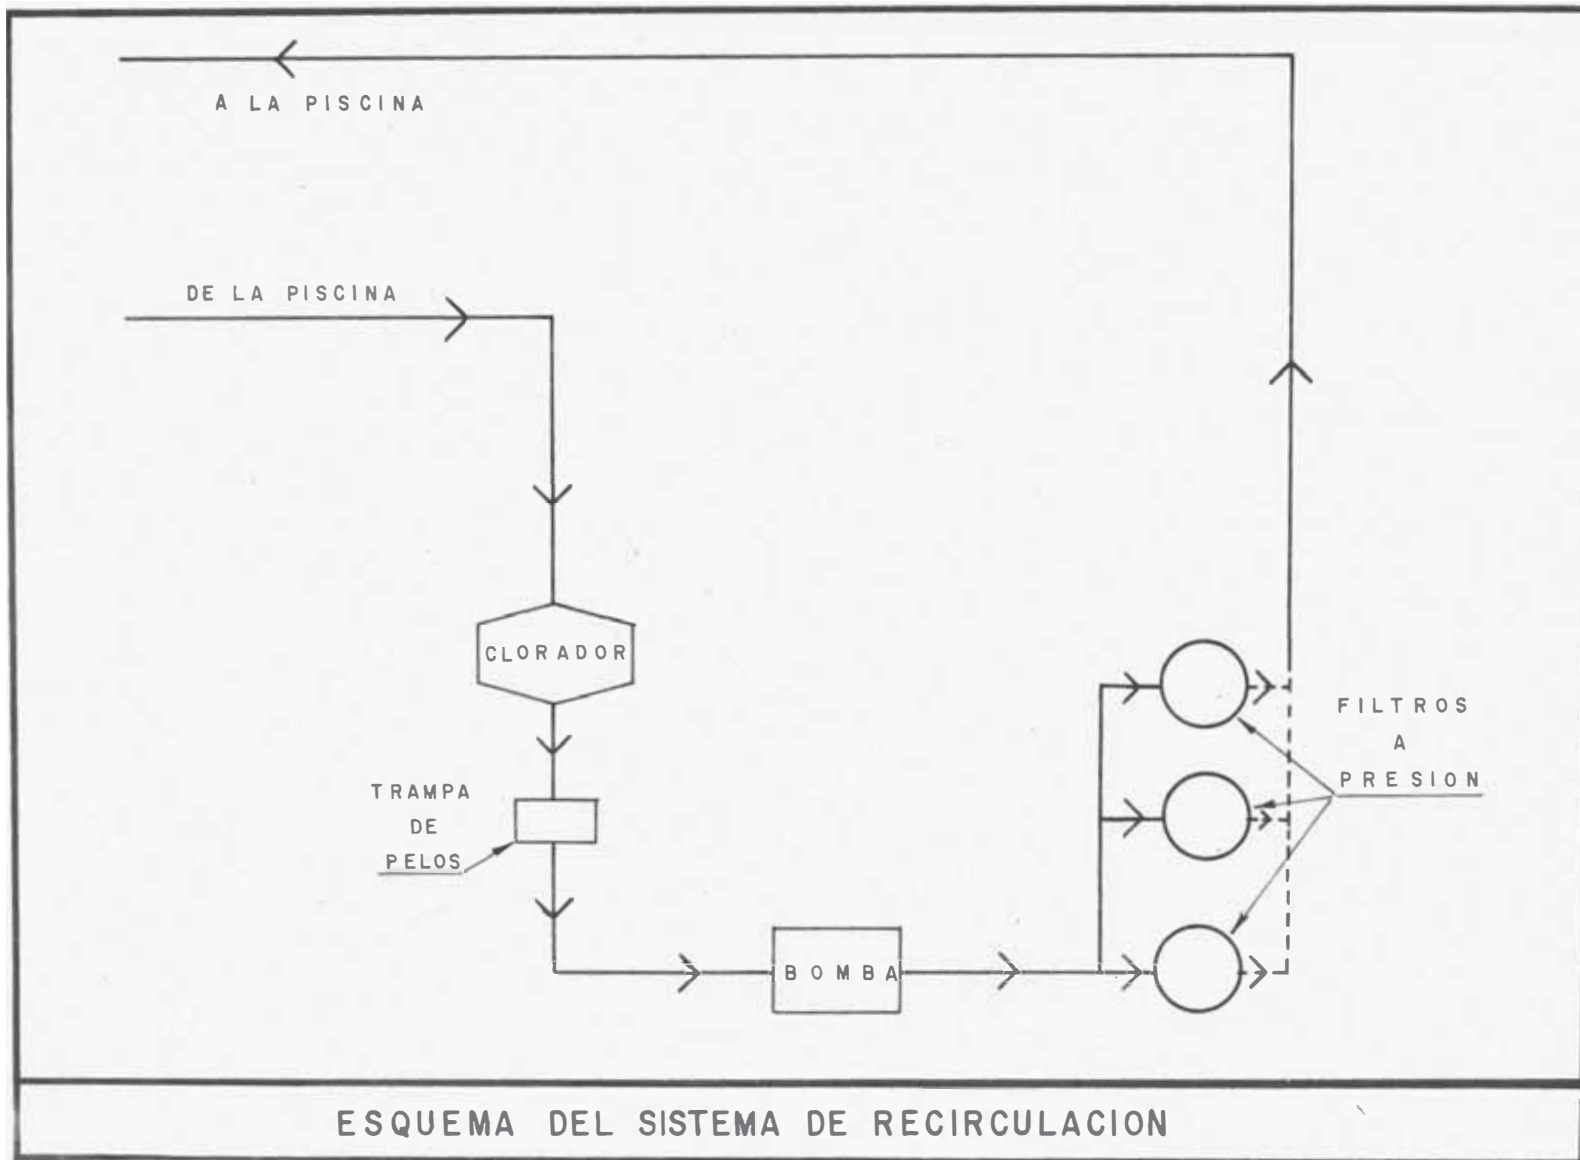 A LA PISCINA
DE LA PISCINA
CLORADOR
TRAMPA
DE
PELOS
BOMBA
FILTROS
A
PRESION
ESQUEMA DEL SISTEMA DE RECIRCULACION